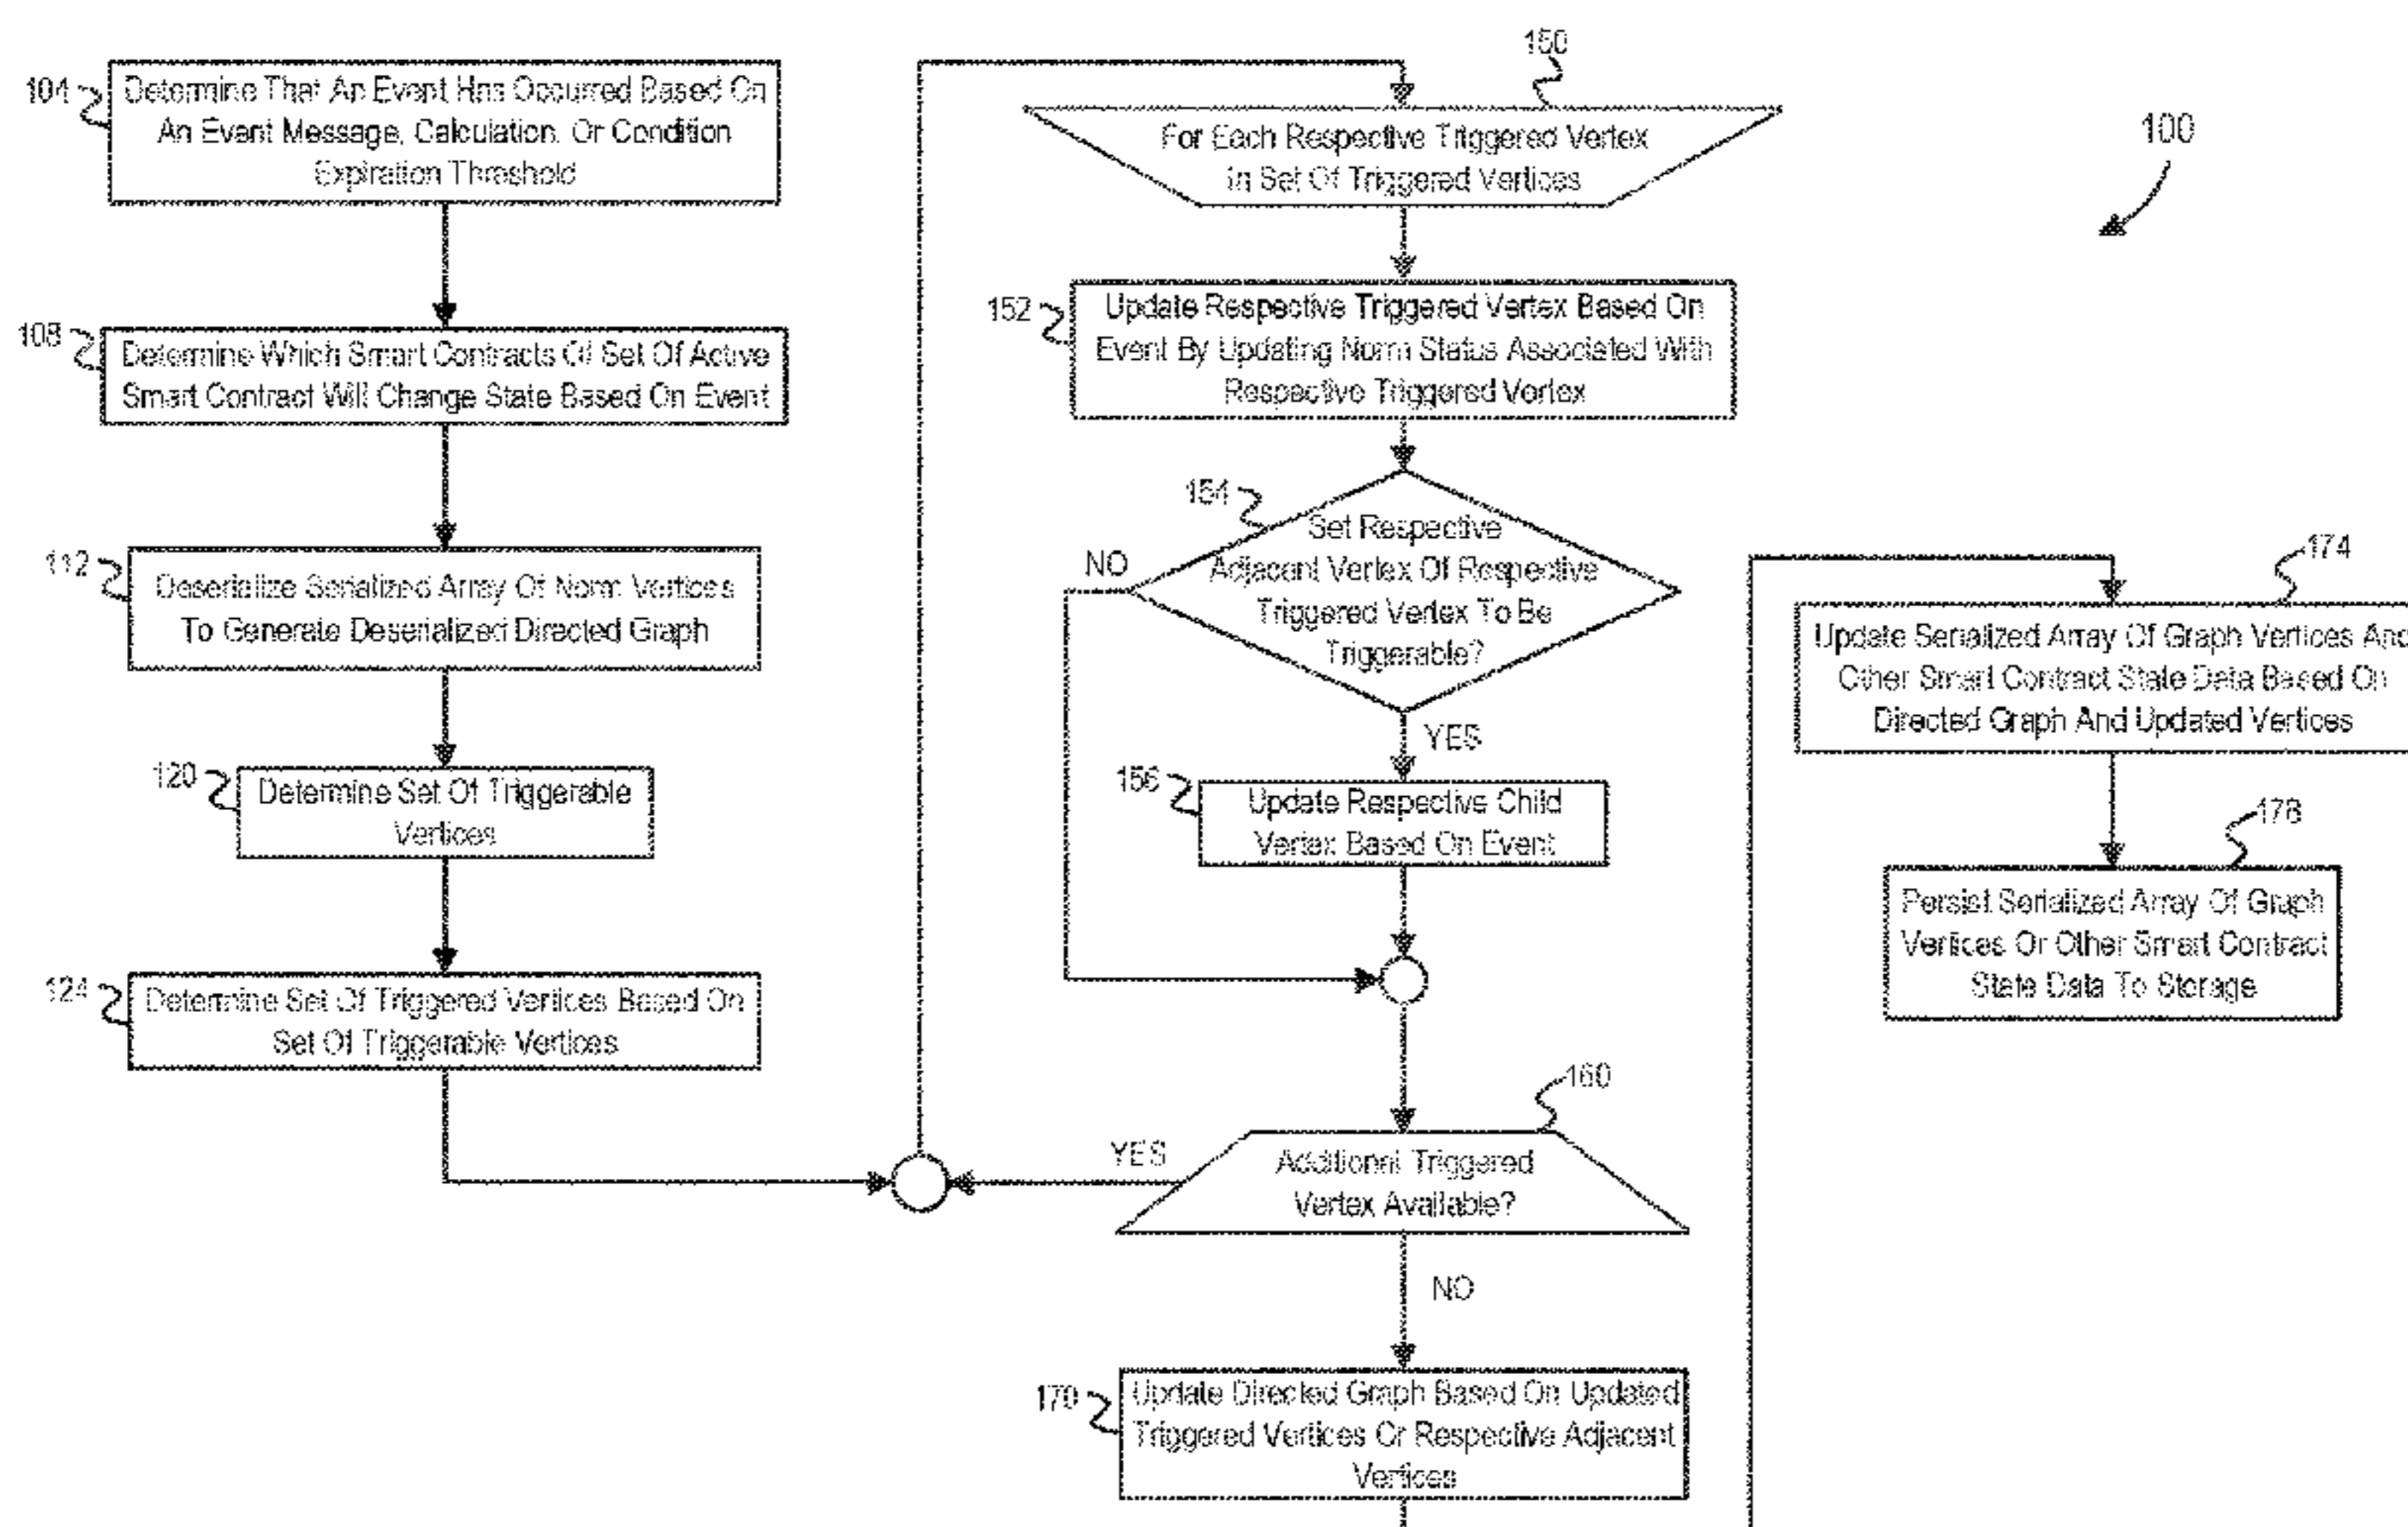 104
Determine That An Event Has Occurred Based On
An Event Message, Calculation, Or Condition
Expiration Threshold
108
Determine Which Smart Contracts Of Set Of Active
Smart Contract Will Change State Based On Event
112
Deserialize Serialized Array Of Norm Vertices
To Generate Deserialized Directed Graph
120
Determine Set Of Triggerable
Vertices
124
Determine Set Of Triggered Vertices Based On
Set Of Triggerable Vertices
150
For Each Respective Triggered Vertex
In Set Of Triggered Vertices
152
Update Respective Triggered Vertex Based On
Event By Updating Norm Status Associated With
Respective Triggered Vertex
154
Set Respective
Adjacent Vertex Of Respective
Triggered Vertex To Be
Triggerable?
NO
YES
156
Update Respective Child
Vertex Based On Event
160
Additional Triggered
Vertex Available?
YES
NO
170
Update Directed Graph Based On Updated
Triggered Vertices Or Respective Adjacent
Vertices
100
174
Update Serialized Array Of Graph Vertices And
Other Smart Contract State Data Based On
Directed Graph And Updated Vertices
178
Persist Serialized Array Of Graph
Vertices Or Other Smart Contract
State Data To Storage